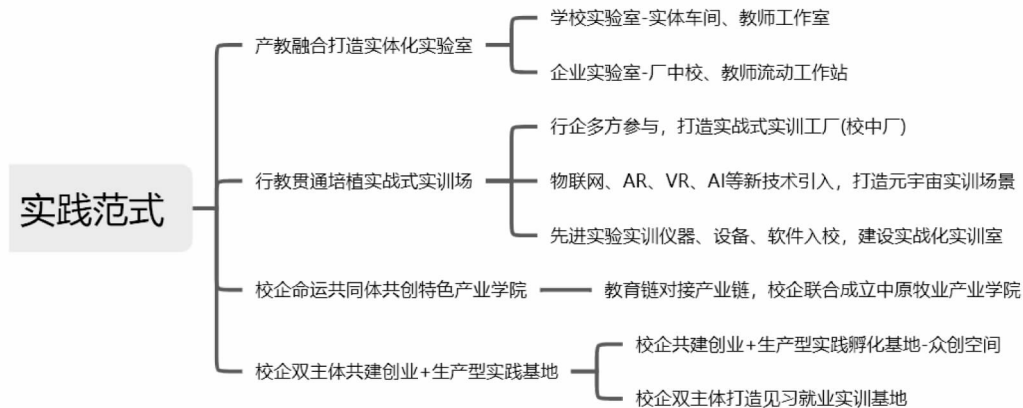 实践范式
产教融合打造实体化实验室
学校实验室-实体车间、教师工作室
企业实验室-厂中校、教师流动工作站
行教贯通培植实战式实训场
行企多方参与，打造实战式实训工厂(校中厂)
物联网、AR、VR、AI等新技术引入，打造元宇宙实训场景
先进实验实训仪器、设备、软件入校，建设实战化实训室
校企命运共同体共创特色产业学院
教育链对接产业链，校企联合成立中原牧业产业学院
校企双主体共建创业+生产型实践基地
校企共建创业+生产型实践孵化基地-众创空间
校企双主体打造见习就业实训基地